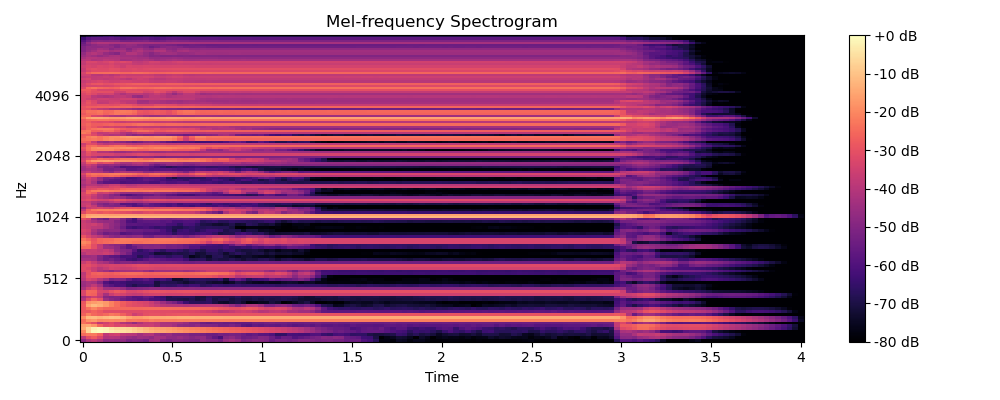 Mel-frequency Spectrogram
Hz
4096
2048
1024
512
0
0 0.5 1 1.5 2 2.5 3 3.5 4
Time
+0 dB
-10 dB
-20 dB
-30 dB
-40 dB
-50 dB
-60 dB
-70 dB
-80 dB